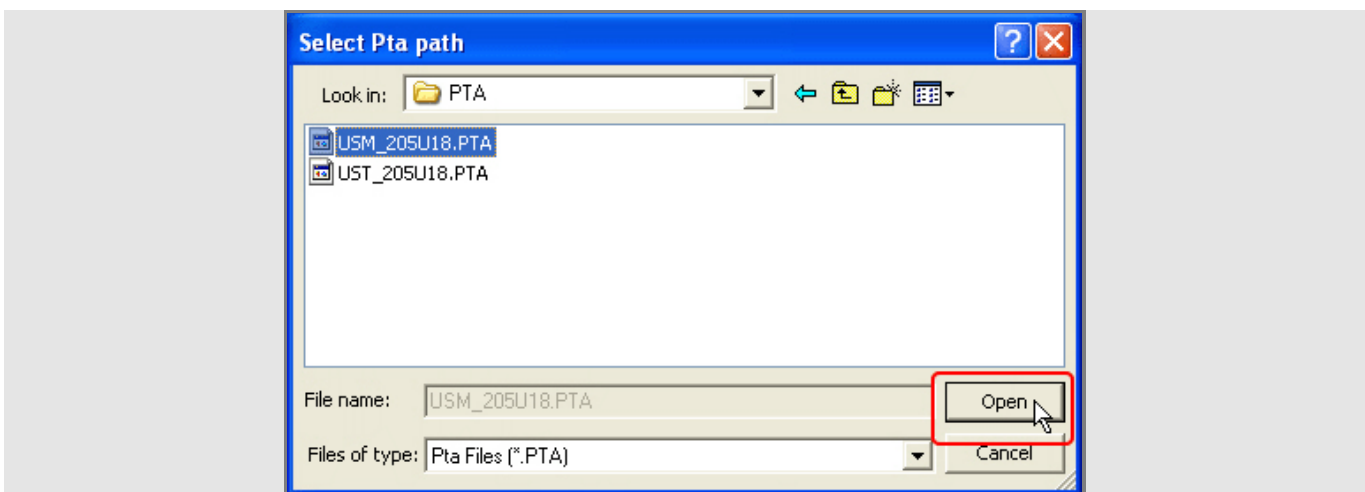 Select Pta path
Look in: PTA
USM_205U18.PTA
UST_205U18.PTA
File name: USM_205U18.PTA Open
Files of type: Pta Files (*.PTA) Cancel